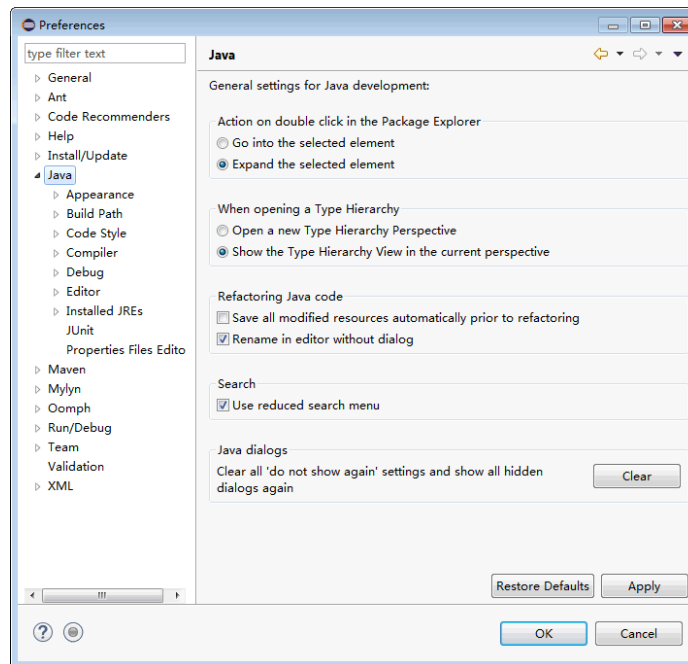 Preferences
type filter text
General
Ant
Code Recommenders
Help
Install/Update
Java
Appearance
Build Path
Code Style
Compiler
Debug
Editor
Installed JREs
JUnit
Properties Files Edito
Maven
Mylyn
Oomph
Run/Debug
Team
Validation
XML
Java
General settings for Java development:
Action on double click in the Package Explorer
Go into the selected element
Expand the selected element
When opening a Type Hierarchy
Open a new Type Hierarchy Perspective
Show the Type Hierarchy View in the current perspective
Refactoring Java code
Save all modified resources automatically prior to refactoring
Rename in editor without dialog
Search
Use reduced search menu
Java dialogs
Clear all 'do not show again' settings and show all hidden
dialogs again
Clear
Restore Defaults
Apply
OK
Cancel